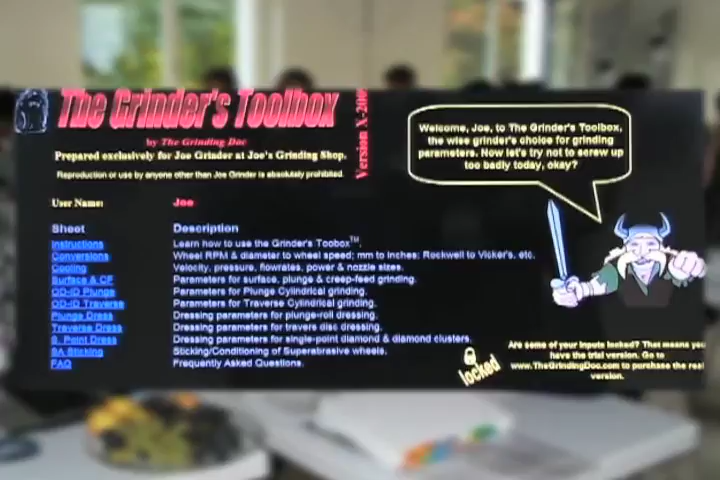 The Grinder's Toolbox
Version X-200
by The Grinding Doc
Prepared exclusively for Joe Grinder at Joe's Grinding Shop.
Reproduction or use by anyone other than Joe Grinder is absolutely prohibited.
Welcome, Joe, to The Grinder's Toolbox,
the wise grinder's choice for grinding
parameters. Now let's try not to screw up
too badly today, okay?
User Name: Joe
Sheet Description
Instructions Learn how to use the Grinder's Toobox™.
Conversions Wheel RPM & diameter to wheel speed; mm to inches; Rockwell to Vicker's, etc.
Cooling Velocity, pressure, flowrates, power & nozzle sizes.
Surface & CF Parameters for surface, plunge & creep-feed grinding.
OD-ID Plunge Parameters for Plunge Cylindrical grinding.
OD-ID Traverse Parameters for Traverse Cylindrical grinding.
Plunge Dress Dressing parameters for plunge-roll dressing.
Traverse Dress Dressing parameters for travers disc dressing.
S. Point Dress Dressing parameters for single-point diamond & diamond clusters.
SA Sticking Sticking/Conditioning of Superabrasive wheels.
FAQ Frequently Asked Questions.
locked
Are some of your inputs locked? That means you
have the trial version. Go to
www.TheGrindingDoc.com to purchase the real
version.